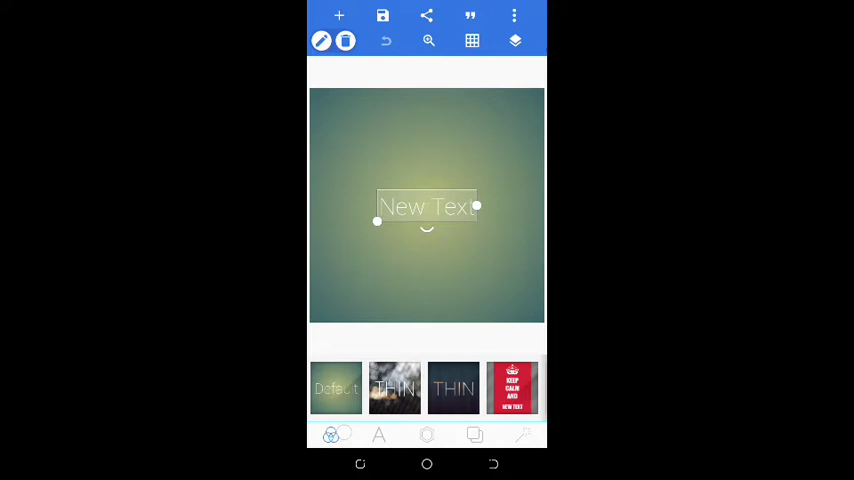 New Text
Default
THIN
THIN
KEEP
CALM
AND
NEW TEXT
A